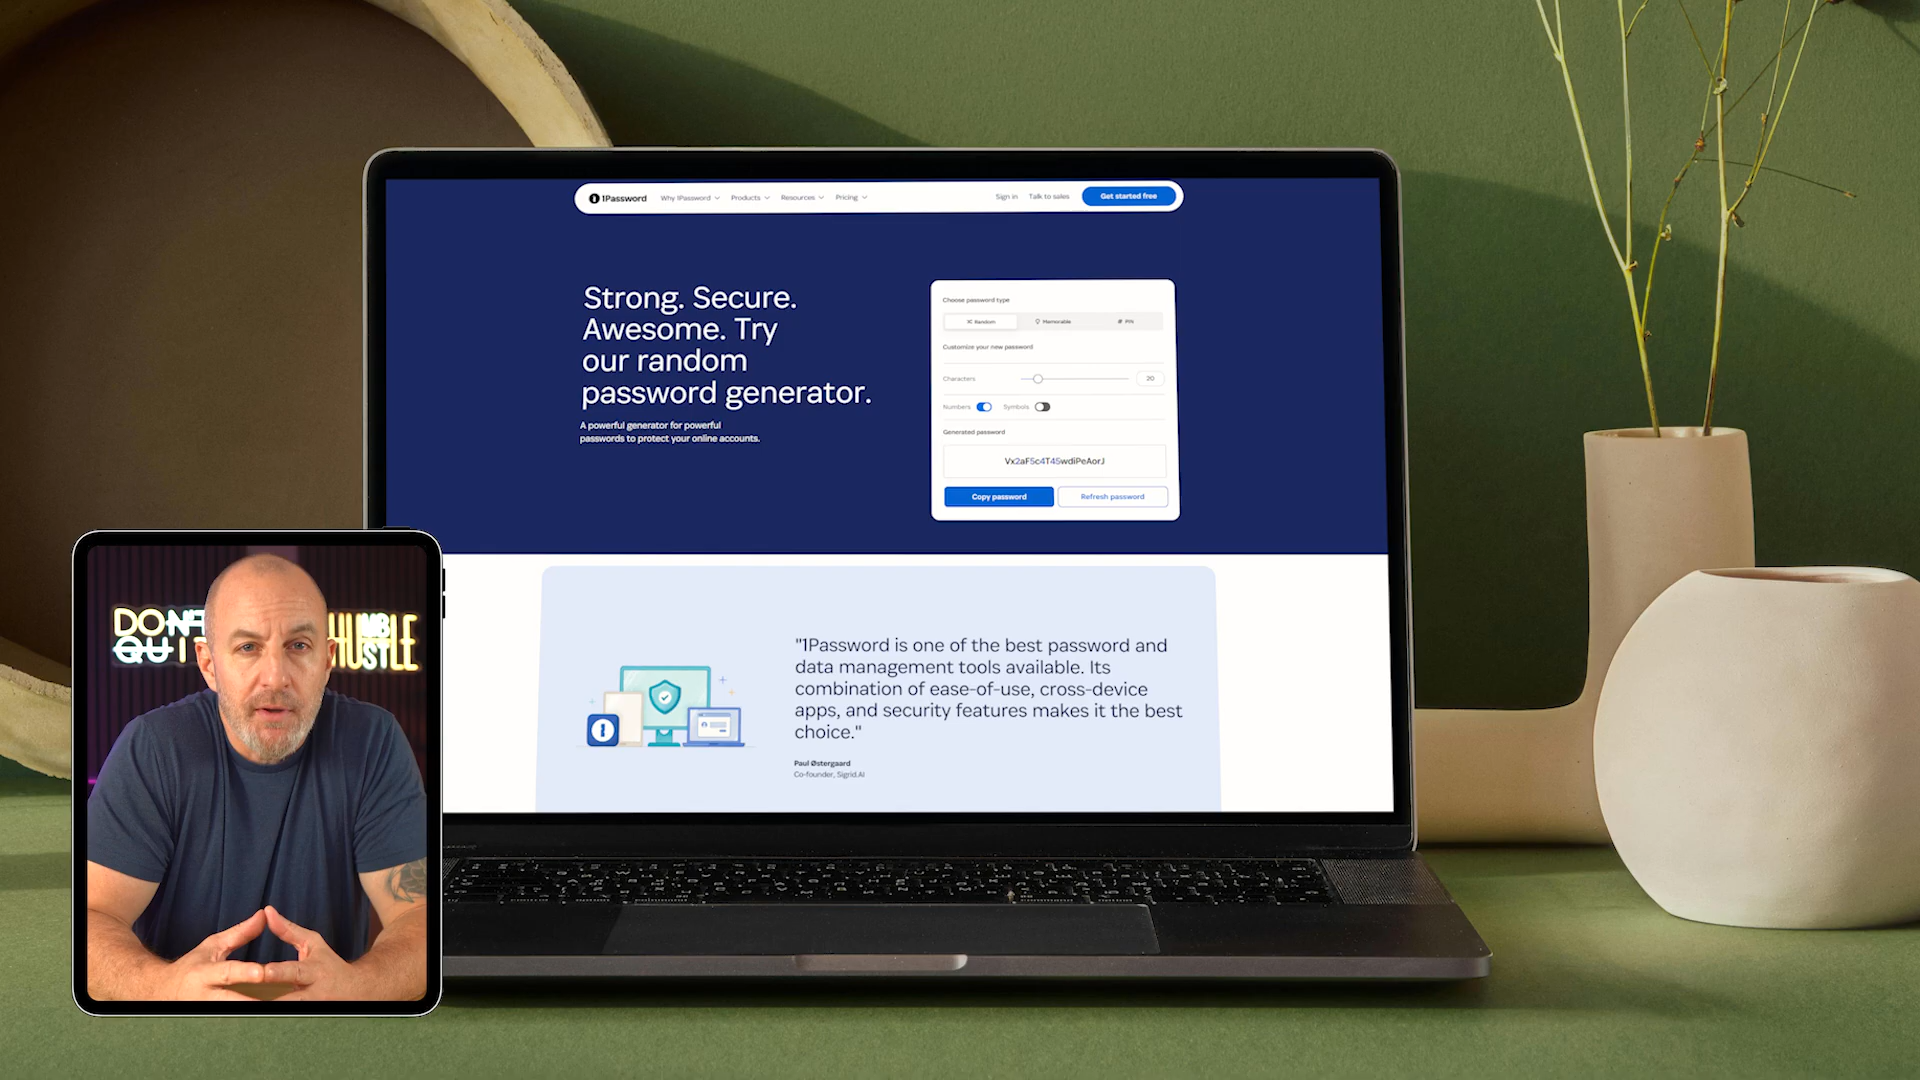 1Password Why 1Password Products Resources Pricing Sign in Talk to sales Get started free
Strong. Secure.
Awesome. Try
our random
password generator.
A powerful generator for powerful
passwords to protect your online accounts.
Choose password type
Random Memorable PIN
Customize your new password
Characters 20
Numbers Symbols
Generated password
Vx2aF5c4T45wdiPeAorJ
Copy password Refresh password
"1Password is one of the best password and
data management tools available. Its
combination of ease-of-use, cross-device
apps, and security features makes it the best
choice."
Paul Østergaard
Co-founder, Sigrid.AI
DON'T
QUIT
HUMBLE
HUSTLE